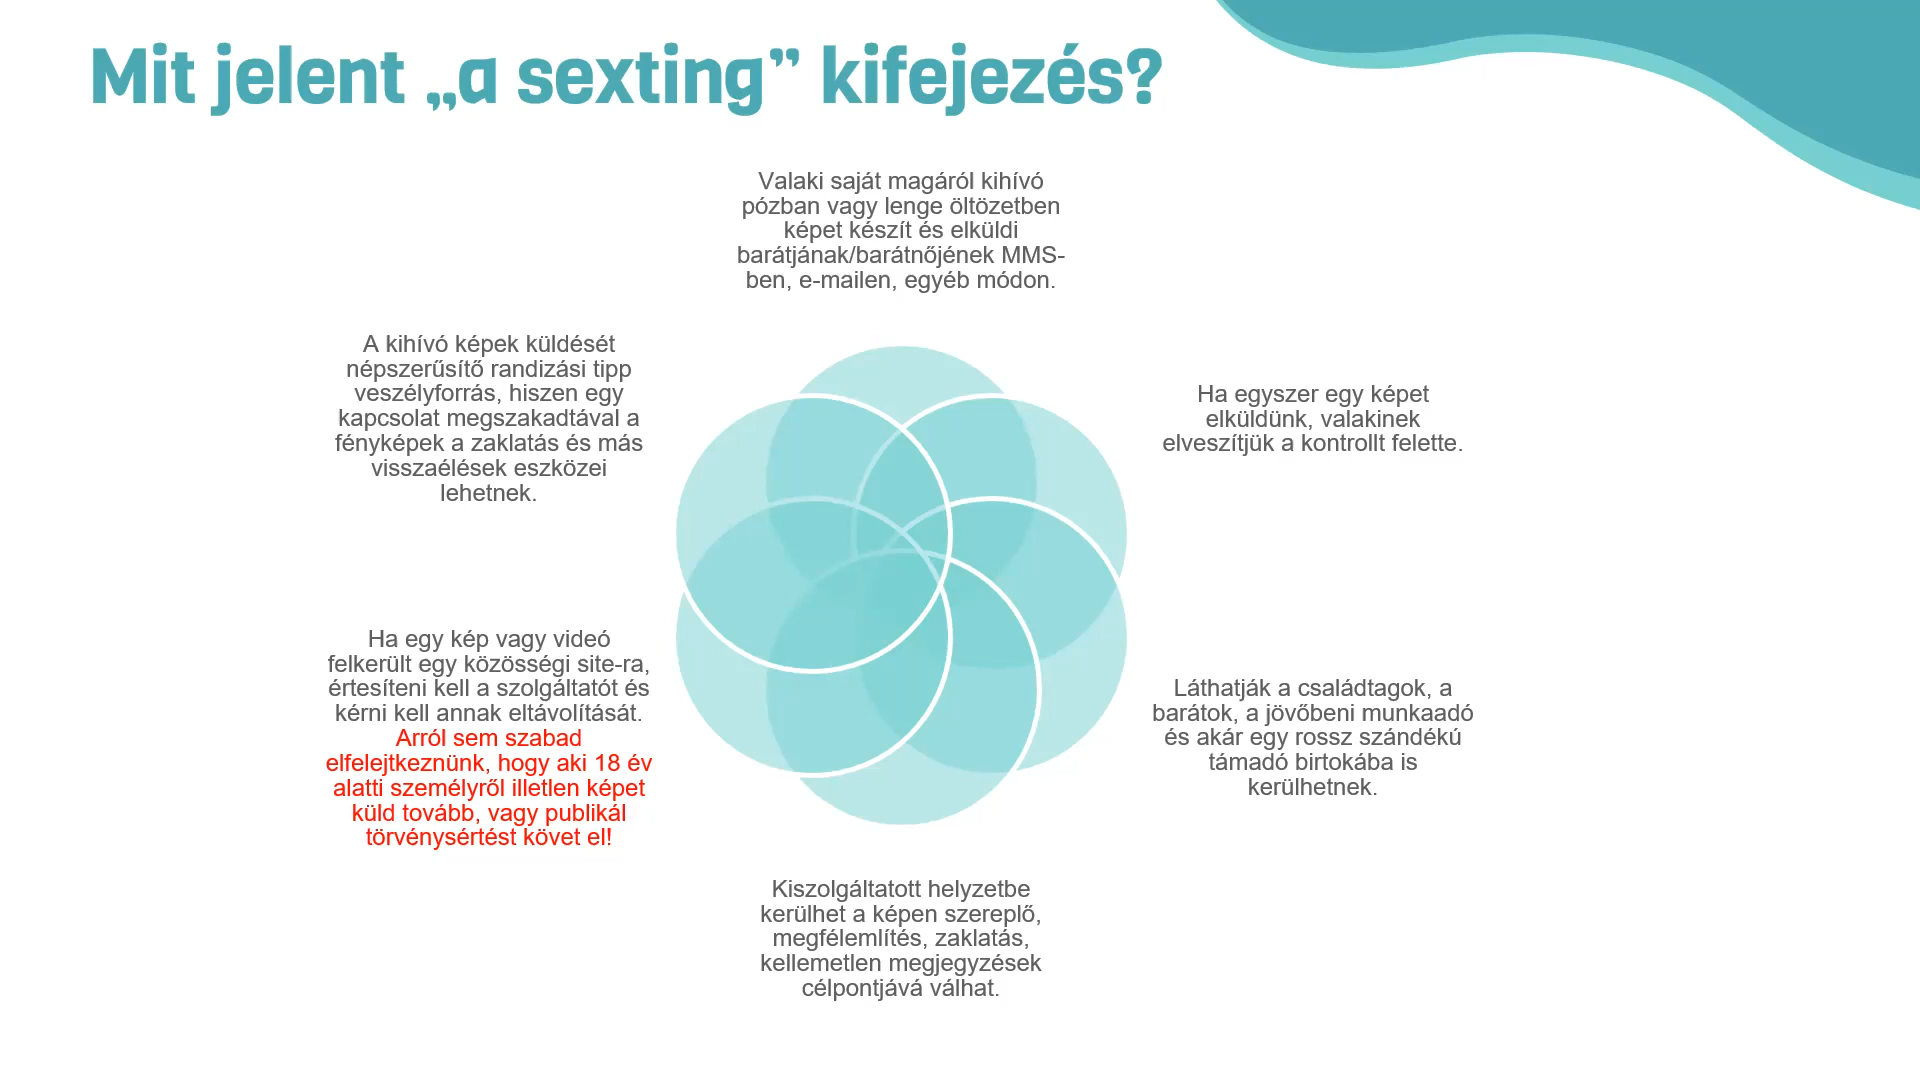 Mit jelent „a sexting” kifejezés?
Valaki saját magáról kihívó
pózban vagy lenge öltözetben
képet készít és elküldi
barátjának/barátnőjének MMS-
ben, e-mailen, egyéb módon.
Ha egyszer egy képet
elküldünk, valakinek
elveszítjük a kontrollt felette.
Láthatják a családtagok, a
barátok, a jövőbeni munkaadó
és akár egy rossz szándékú
támadó birtokába is
kerülhetnek.
Kiszolgáltatott helyzetbe
kerülhet a képen szereplő,
megfélemlítés, zaklatás,
kellemetlen megjegyzések
célpontjává válhat.
Ha egy kép vagy videó
felkerült egy közösségi site-ra,
értesíteni kell a szolgáltatót és
kérni kell annak eltávolítását.
Arról sem szabad
elfelejtkeznünk, hogy aki 18 év
alatti személyről illetlen képet
küld tovább, vagy publikál
törvénysértést követ el!
A kihívó képek küldését
népszerűsítő randizási tipp
veszélyforrás, hiszen egy
kapcsolat megszakadtával a
fényképek a zaklatás és más
visszaélések eszközei
lehetnek.